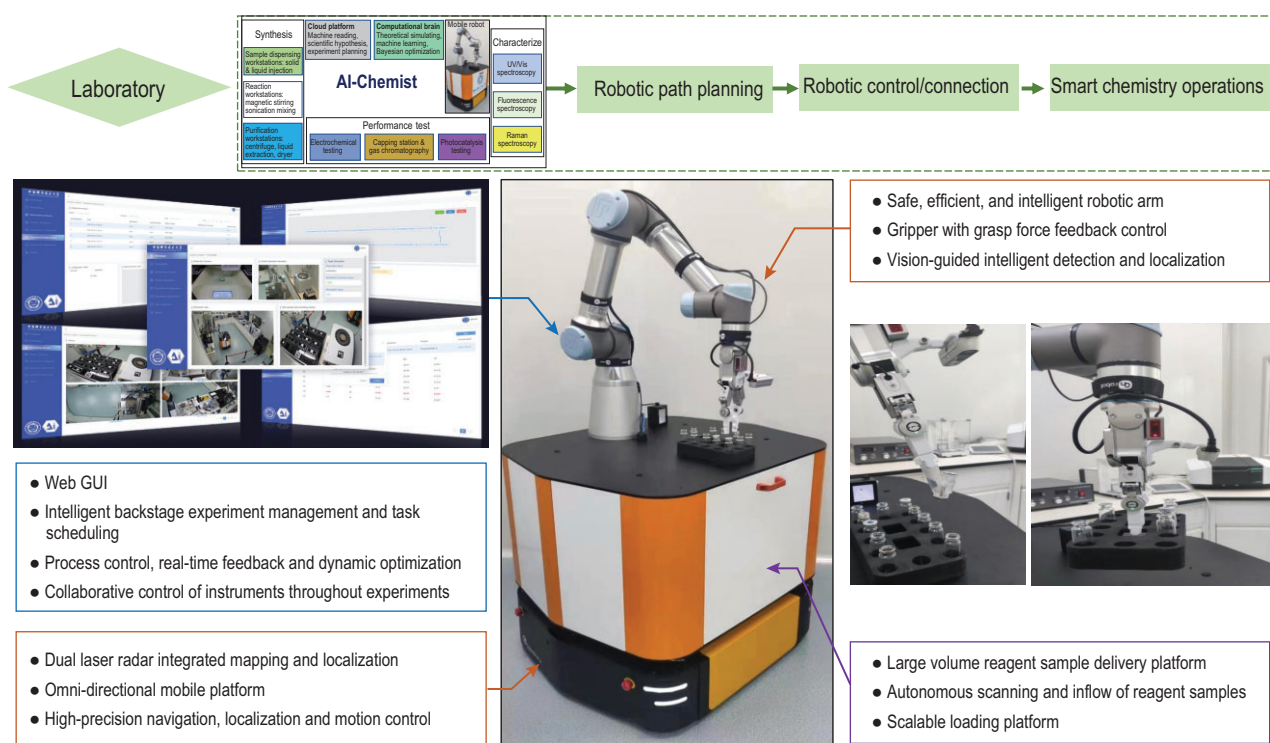 Laboratory
Synthesis
Sample dispensing
workstations: solid
& liquid injection
Reaction
workstations:
magnetic stirring
sonication mixing
Purification
workstations:
centrifuge, liquid
extraction, dryer
Cloud platform
Machine reading,
scientific hypothesis,
experiment planning
Computational brain
Theoretical simulating,
machine learning,
Bayesian optimization
Mobile robot
AI-Chemist
Performance test
Electrochemical
testing
Capping station &
gas chromatography
Photocatalysis
testing
Characterize
UV/Vis
spectroscopy
Fluorescence
spectroscopy
Raman
spectroscopy
Robotic path planning
Robotic control/connection
Smart chemistry operations
● Safe, efficient, and intelligent robotic arm
● Gripper with grasp force feedback control
● Vision-guided intelligent detection and localization
● Web GUI
● Intelligent backstage experiment management and task
scheduling
● Process control, real-time feedback and dynamic optimization
● Collaborative control of instruments throughout experiments
● Dual laser radar integrated mapping and localization
● Omni-directional mobile platform
● High-precision navigation, localization and motion control
● Large volume reagent sample delivery platform
● Autonomous scanning and inflow of reagent samples
● Scalable loading platform